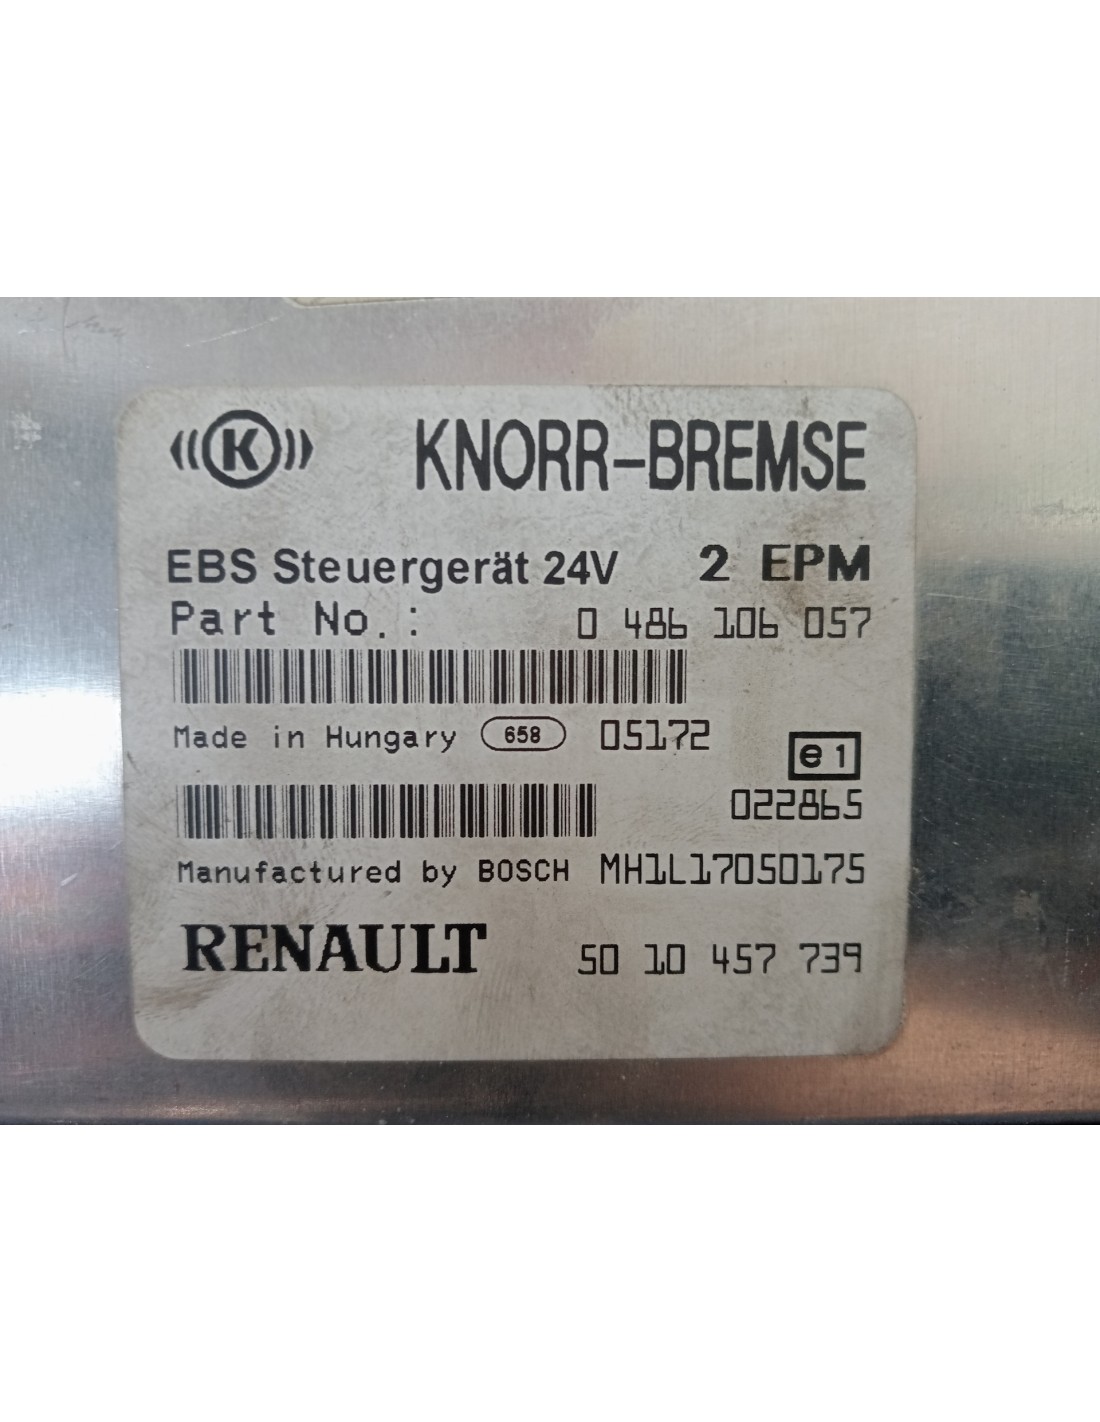 K KNORR-BREMSE
EBS Steuergerät 24V 2 EPM
Part No.: 0 486 106 057
Made in Hungary 658 05172
e1
022865
Manufactured by BOSCH MH1L17050175
RENAULT 50 10 457 739